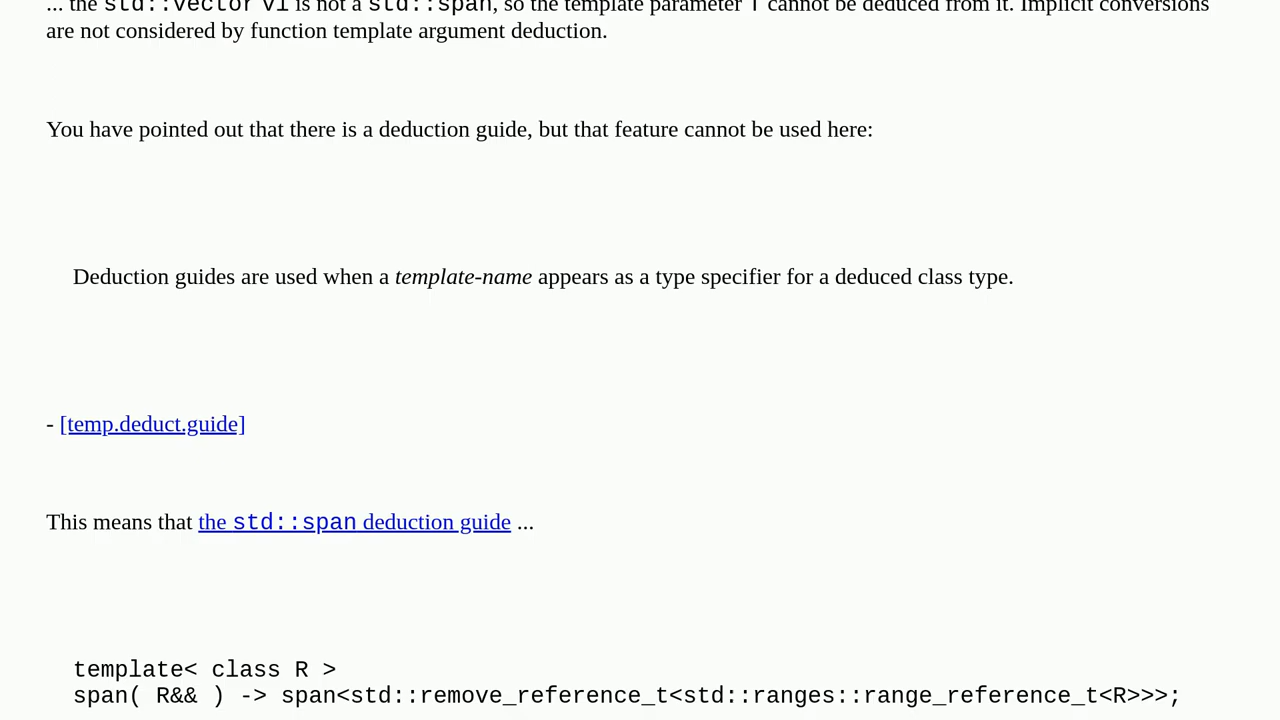 ... the std::vector v1 is not a std::span, so the template parameter T cannot be deduced from it. Implicit conversions
are not considered by function template argument deduction.
You have pointed out that there is a deduction guide, but that feature cannot be used here:
Deduction guides are used when a template-name appears as a type specifier for a deduced class type.
- [temp.deduct.guide]
This means that the std::span deduction guide ...
template< class R >
span( R&& ) -> span<std::remove_reference_t<std::ranges::range_reference_t<R>>>;